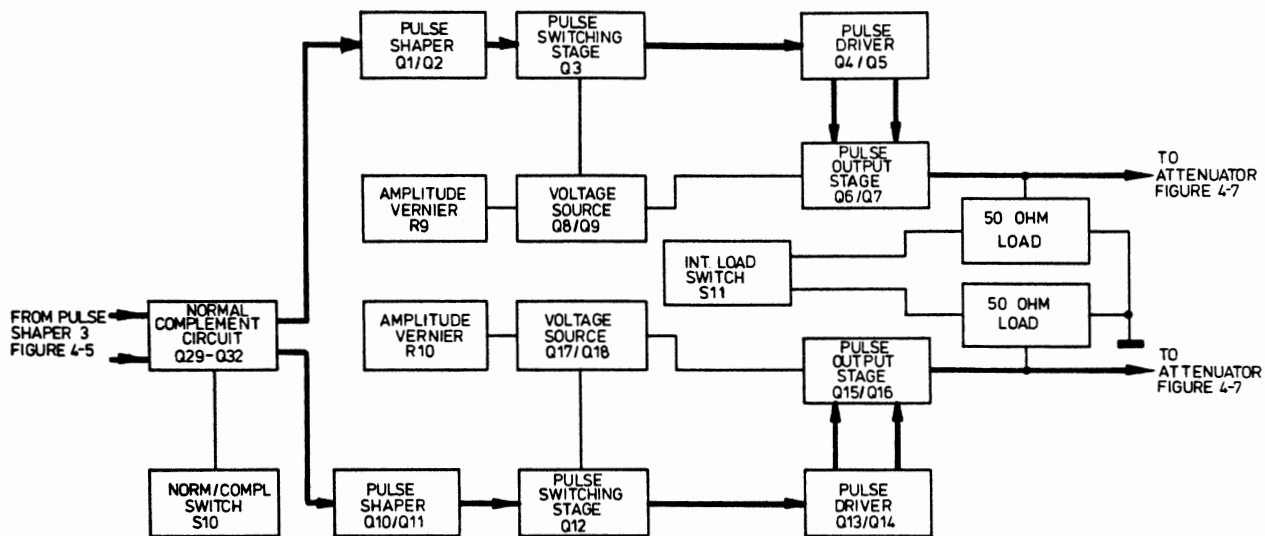 PULSE
SHAPER
Q1/Q2
PULSE
SWITCHING
STAGE
Q3
PULSE
DRIVER
Q4/Q5
AMPLITUDE
VERNIER
R9
VOLTAGE
SOURCE
Q8/Q9
PULSE
OUTPUT
STAGE
Q6/Q7
TO
ATTENUATOR
FIGURE 4-7
50 OHM
LOAD
INT. LOAD
SWITCH
S11
FROM PULSE
SHAPER 3
FIGURE 4-5
NORMAL
COMPLEMENT
CIRCUIT
Q29-Q32
AMPLITUDE
VERNIER
R10
VOLTAGE
SOURCE
Q17/Q18
50 OHM
LOAD
PULSE
OUTPUT
STAGE
Q15/Q16
TO
ATTENUATOR
FIGURE 4-7
NORM/COMPL
SWITCH
S10
PULSE
SHAPER
Q10/Q11
PULSE
SWITCHING
STAGE
Q12
PULSE
DRIVER
Q13/Q14